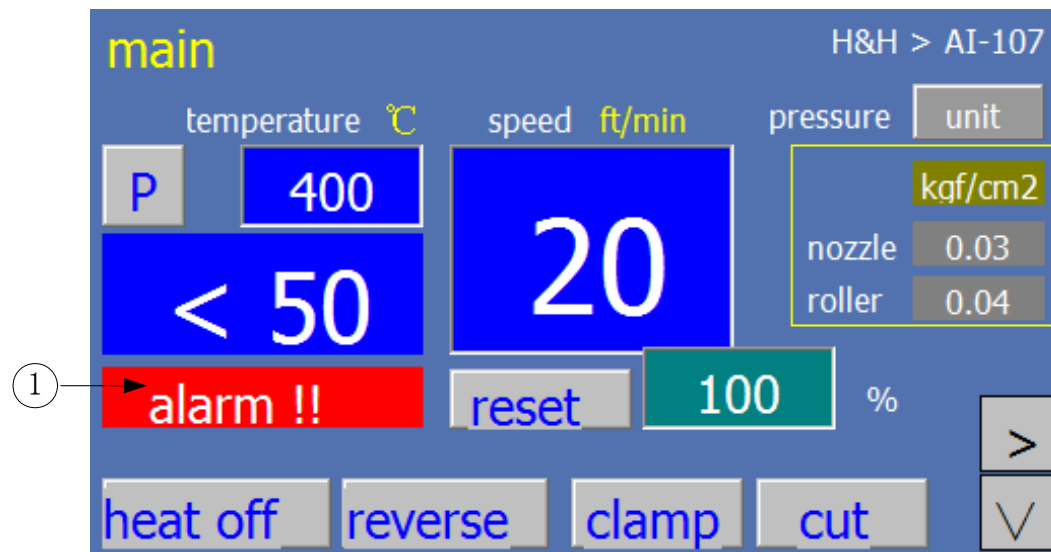 main
H&H > AI-107
temperature ℃ speed ft/min pressure unit
P 400 kgf/cm2
< 50 20 nozzle 0.03
roller 0.04
① alarm !! reset 100 %
>
heat off reverse clamp cut ∨